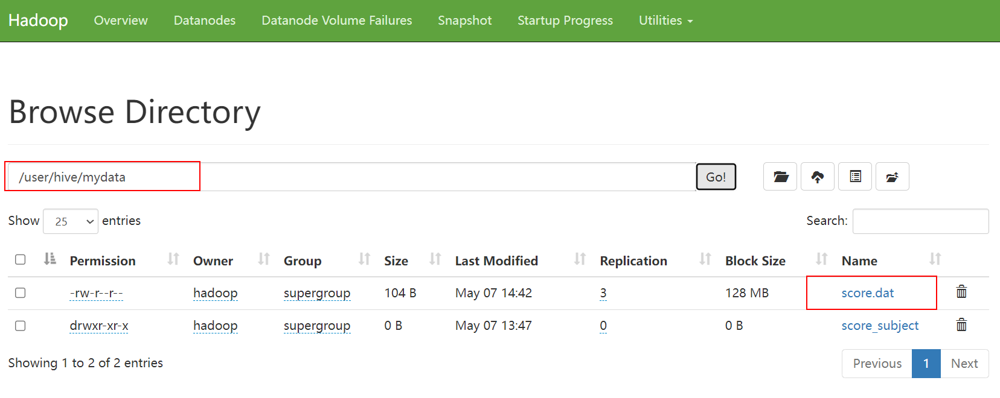 Hadoop Overview Datanodes Datanode Volume Failures Snapshot Startup Progress Utilities
Browse Directory
/user/hive/mydata Go!
Show 25 entries Search:
Permission Owner Group Size Last Modified Replication Block Size Name
-rw-r--r-- hadoop supergroup 104 B May 07 14:42 3 128 MB score.dat
drwxr-xr-x hadoop supergroup 0 B May 07 13:47 0 0 B score_subject
Showing 1 to 2 of 2 entries Previous 1 Next